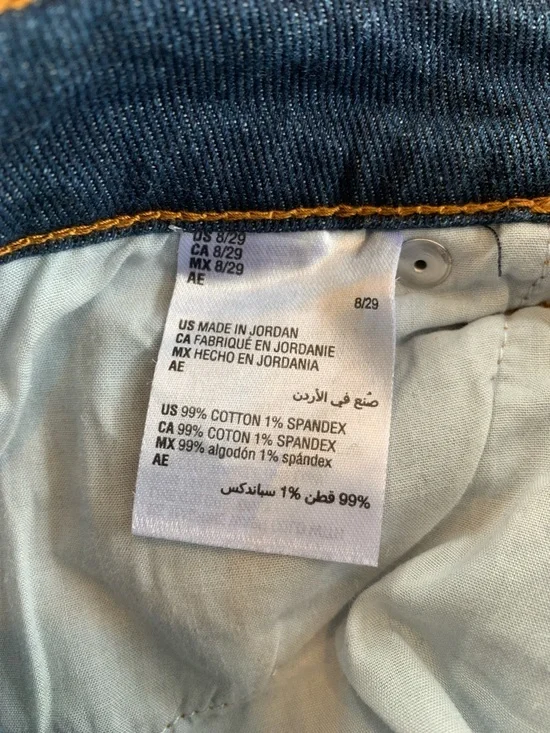 US 8/29
CA 8/29
MX 8/29
AE
8/29
US MADE IN JORDAN
CA FABRIQUÉ EN JORDANIE
MX HECHO EN JORDANIA
AE
صُنع في الأردن
US 99% COTTON 1% SPANDEX
CA 99% COTON 1% SPANDEX
MX 99% algodón 1% spándex
AE
99% قطن 1% سباندكس